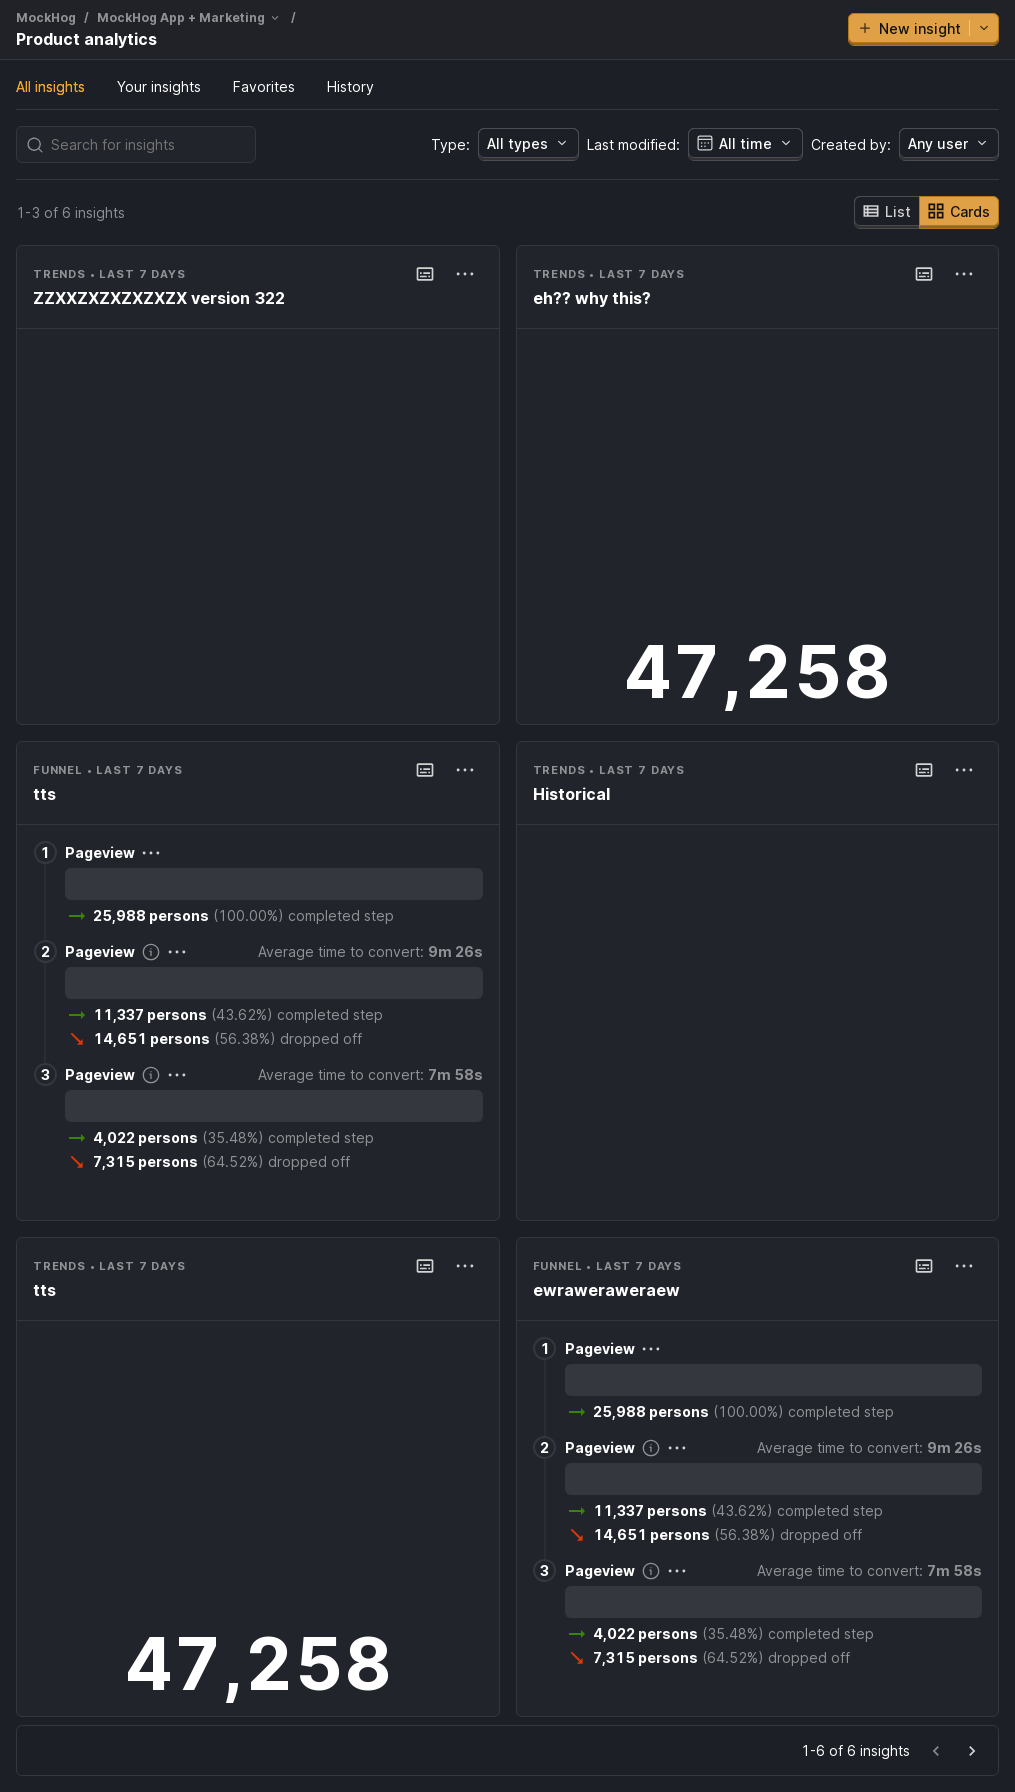 MockHog / MockHog App + Marketing /
Product analytics
New insight
All insights Your insights Favorites History
Search for insights
Type: All types Last modified: All time Created by: Any user
1-3 of 6 insights
List Cards
TRENDS • LAST 7 DAYS
ZZXXZXZXZXZXZX version 322
TRENDS • LAST 7 DAYS
eh?? why this?
47,258
FUNNEL • LAST 7 DAYS
tts
1 Pageview
25,988 persons (100.00%) completed step
2 Pageview Average time to convert: 9m 26s
11,337 persons (43.62%) completed step
14,651 persons (56.38%) dropped off
3 Pageview Average time to convert: 7m 58s
4,022 persons (35.48%) completed step
7,315 persons (64.52%) dropped off
TRENDS • LAST 7 DAYS
Historical
TRENDS • LAST 7 DAYS
tts
47,258
FUNNEL • LAST 7 DAYS
ewraweraweraew
1 Pageview
25,988 persons (100.00%) completed step
2 Pageview Average time to convert: 9m 26s
11,337 persons (43.62%) completed step
14,651 persons (56.38%) dropped off
3 Pageview Average time to convert: 7m 58s
4,022 persons (35.48%) completed step
7,315 persons (64.52%) dropped off
1-6 of 6 insights